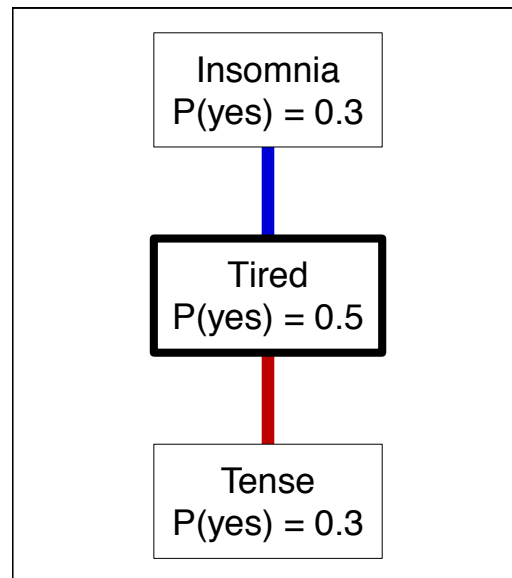 Insomnia
P(yes) = 0.3
Tired
P(yes) = 0.5
Tense
P(yes) = 0.3